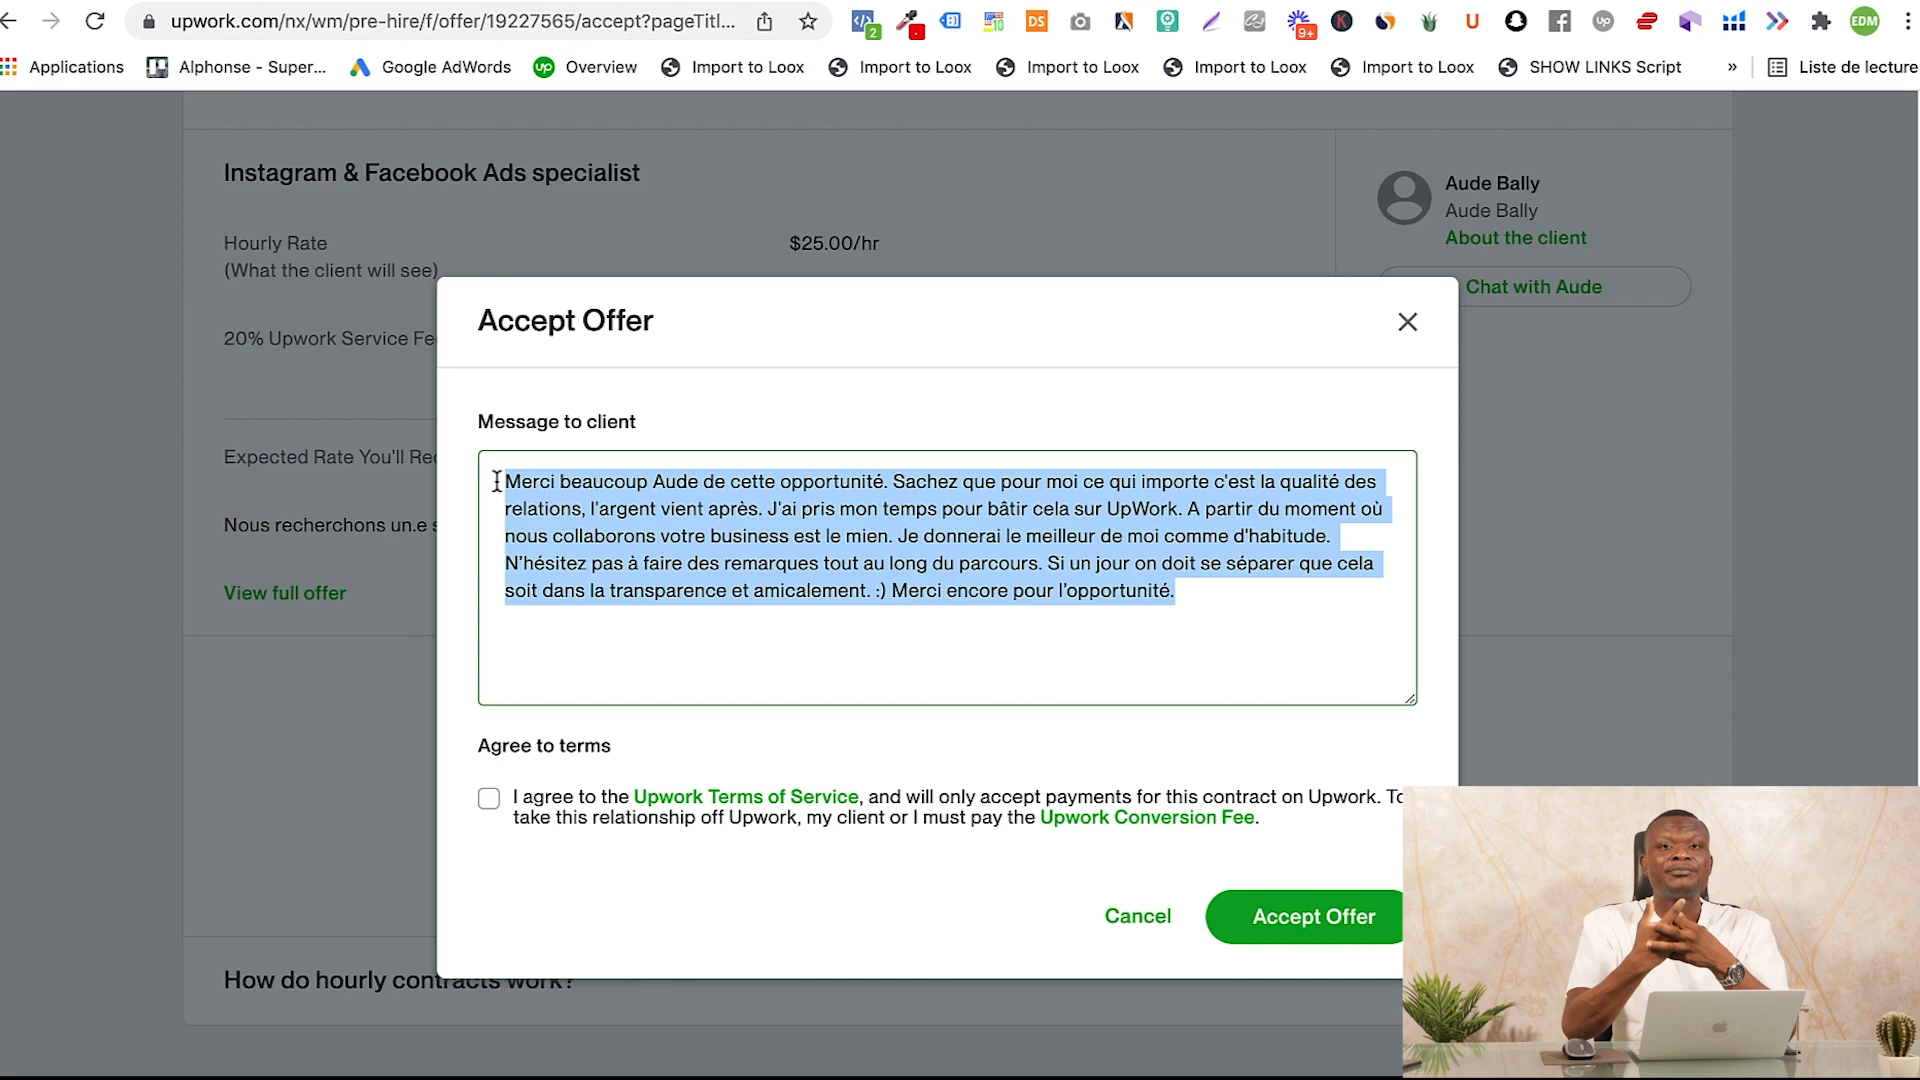 upwork.com/nx/wm/pre-hire/f/offer/19227565/accept?pageTitl...
2
10
DS
9+
K
U
up
EDM
Applications
Alphonse - Super...
Google AdWords
up
Overview
Import to Loox
Import to Loox
Import to Loox
Import to Loox
Import to Loox
SHOW LINKS Script
»
Liste de lecture
Instagram & Facebook Ads specialist
Aude Bally
Aude Bally
About the client
Chat with Aude
Hourly Rate
(What the client will see)
$25.00/hr
20% Upwork Service Fe
Expected Rate You'll Re
Nous recherchons un.e s
View full offer
How do hourly contracts work?
Accept Offer
Message to client
Merci beaucoup Aude de cette opportunité. Sachez que pour moi ce qui importe c'est la qualité des
relations, l'argent vient après. J'ai pris mon temps pour bâtir cela sur UpWork. A partir du moment où
nous collaborons votre business est le mien. Je donnerai le meilleur de moi comme d'habitude.
N'hésitez pas à faire des remarques tout au long du parcours. Si un jour on doit se séparer que cela
soit dans la transparence et amicalement. :) Merci encore pour l'opportunité.
Agree to terms
I agree to the Upwork Terms of Service, and will only accept payments for this contract on Upwork. To
take this relationship off Upwork, my client or I must pay the Upwork Conversion Fee.
Cancel
Accept Offer